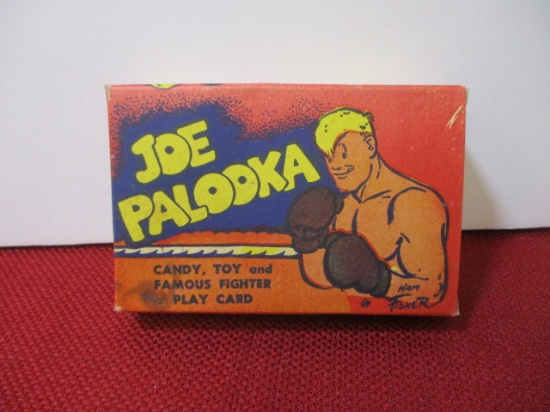 JOE
PALOOKA
CANDY, TOY and
FAMOUS FIGHTER
PLAY CARD
HAM
FISHER